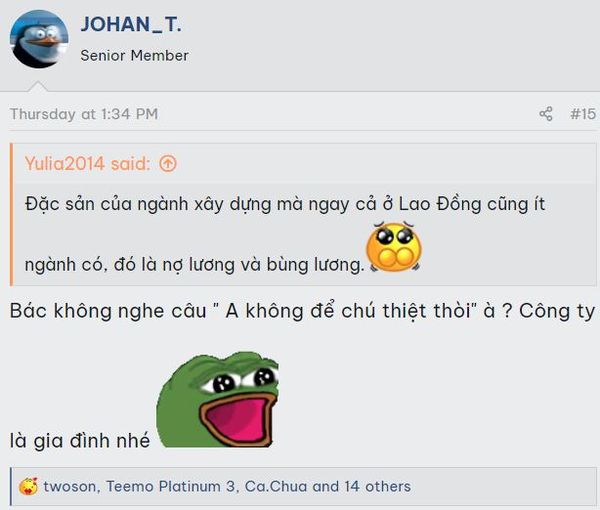 JOHAN_T.
Senior Member
Thursday at 1:34 PM
#15
Yulia2014 said:
Đặc sản của ngành xây dựng mà ngay cả ở Lao Đồng cũng ít
ngành có, đó là nợ lương và bùng lương.
Bác không nghe câu " A không để chú thiệt thòi" à ? Công ty
là gia đình nhé
twoson, Teemo Platinum 3, Ca.Chua and 14 others